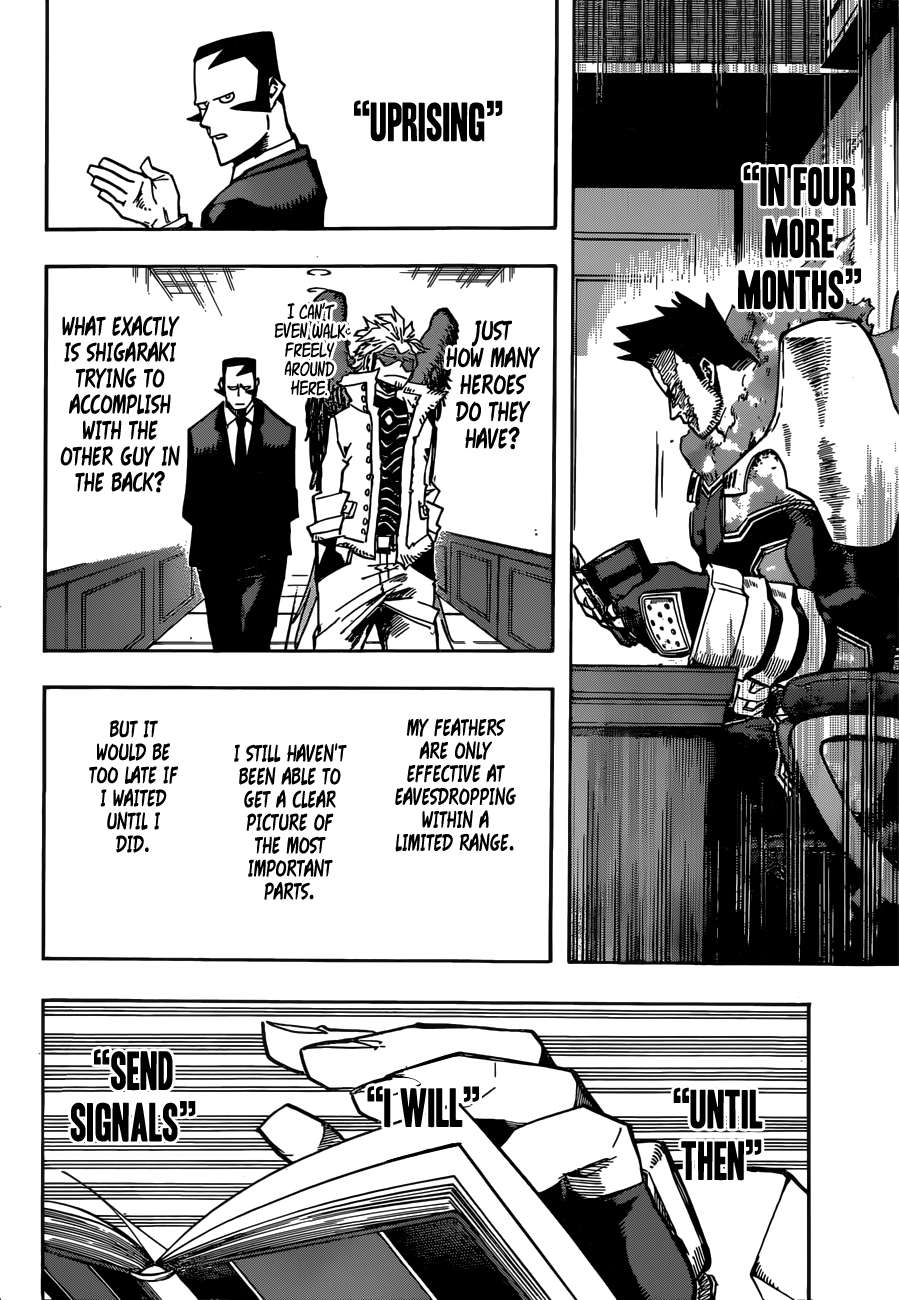 "IN FOUR
MORE
MONTHS"
"UPRISING"
JUST
HOW MANY
HEROES
DO THEY
HAVE?
I CAN'T
EVEN WALK
FREELY
AROUND
HERE.
WHAT EXACTLY
IS SHIGARAKI
TRYING TO
ACCOMPLISH
WITH THE
OTHER GUY IN
THE BACK?
MY FEATHERS
ARE ONLY
EFFECTIVE AT
EAVESDROPPING
WITHIN A
LIMITED RANGE.
I STILL HAVEN'T
BEEN ABLE TO
GET A CLEAR
PICTURE OF
THE MOST
IMPORTANT
PARTS.
BUT IT
WOULD BE
TOO LATE IF
I WAITED
UNTIL I
DID.
"UNTIL
THEN"
"I WILL"
"SEND
SIGNALS"